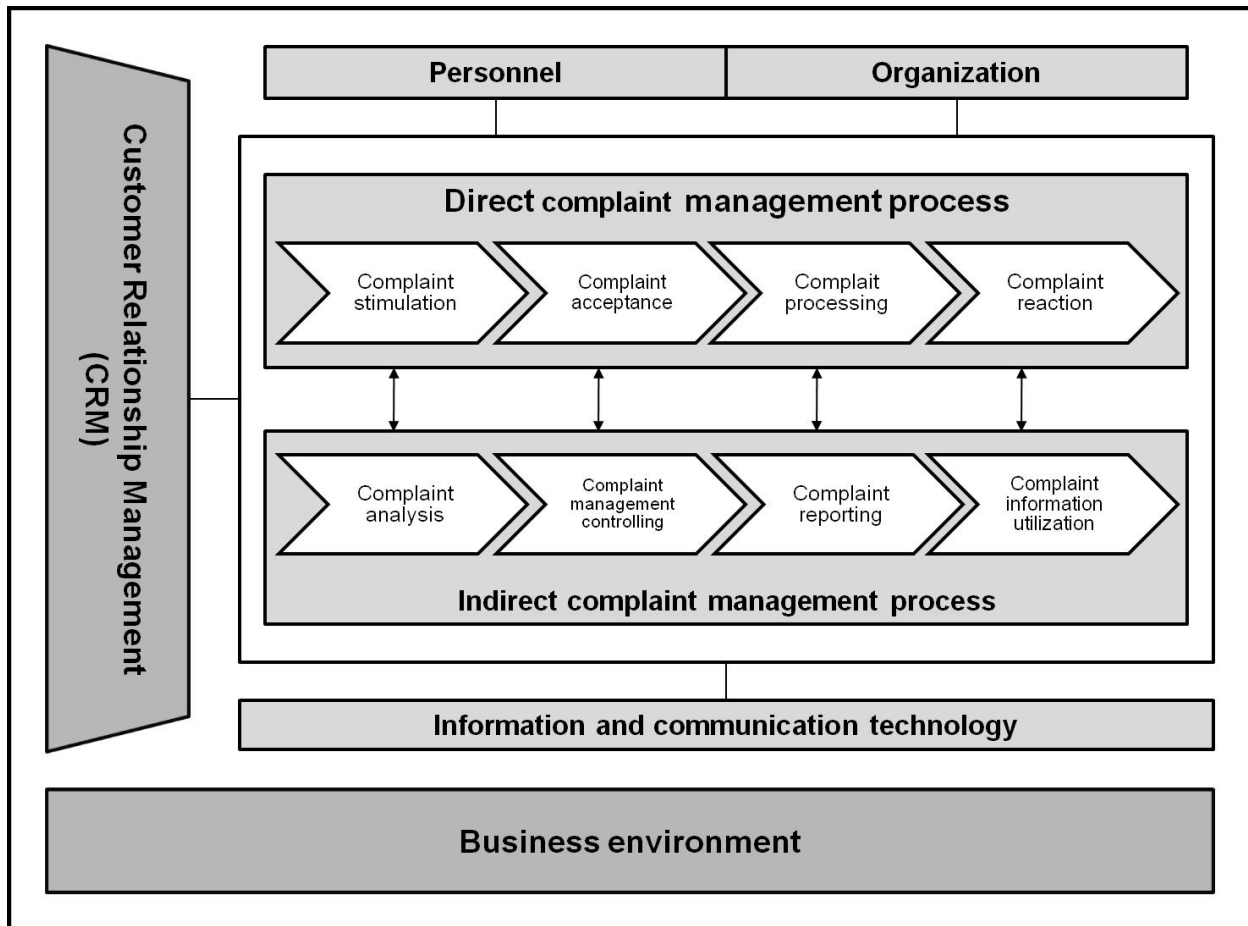 Customer Relationship Management
(CRM)
Personnel
Organization
Direct complaint management process
Complaint
stimulation
Complaint
acceptance
Complait
processing
Complaint
reaction
Complaint
analysis
Complaint
management
controlling
Complaint
reporting
Complaint
information
utilization
Indirect complaint management process
Information and communication technology
Business environment